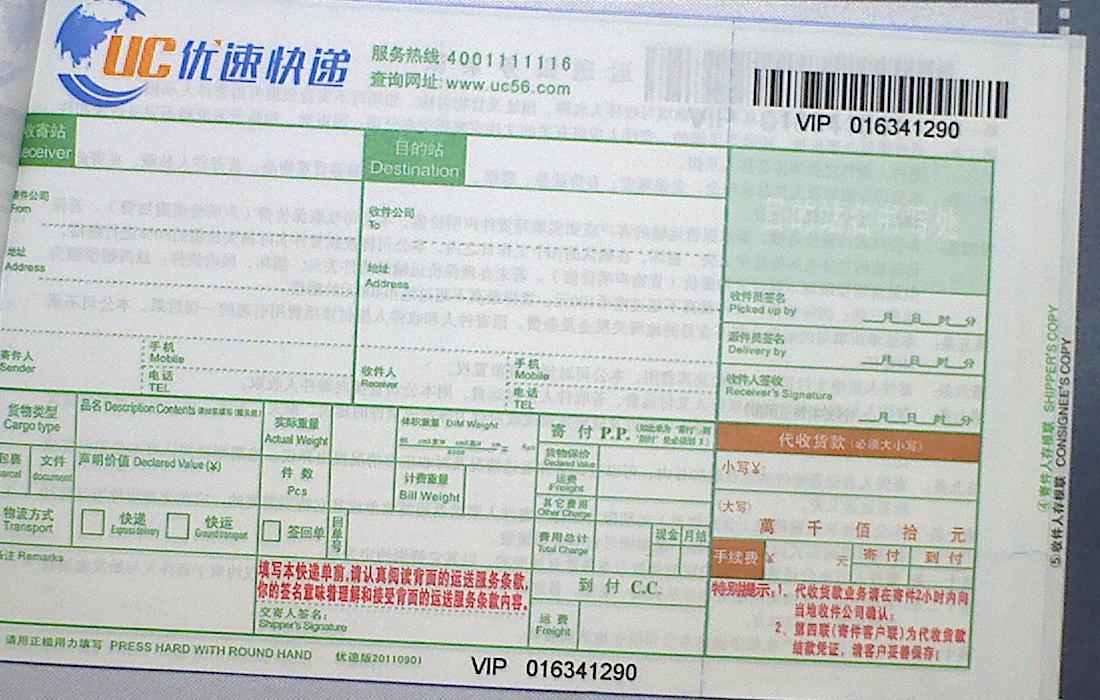 UC优速快递
服务热线:4001111116
查询网址:www.uc56.com
VIP 016341290
收寄站
eceiver
目的站
Destination
寄件公司
From
收件公司
To
地址
Address
地址
Address
收件员签名
Picked up by
月 日 时 分
派件员签名
Delivery by
月 日 时 分
收件人签收
Receiver's Signature
月 日 时 分
寄件人
Sender
手机
Mobile
电话
TEL
收件人
Receiver
手机
Mobile
电话
TEL
货物类型
Cargo type
品名 Description Contents
实际重量
Actual Weight
体积重量 DIM Weight
寄 付 P.P.
代收货款 (必须大小写)
包裹
parcel
文件
document
声明价值 Declared Value (¥)
件 数
Pcs
计费重量
Bill Weight
货物保价
Declared Value
运费
Freight
其它费用
Other Charge
小写¥
(大写)
萬 千 佰 拾 元
物流方式
Transport
快递
Express delivery
快运
Ground transport
签回单
回单号
费用总计
Total Charge
现金 月结
手续费 ¥ 元 寄 付 到 付
备注 Remarks
填写本快递单前,请认真阅读背面的运送服务条款,
你的签名意味着理解和接受背面的运送服务条款内容。
交寄人签名:
Shipper's Signature
到 付 C.C.
运 费
Freight
特别提示:1、代收货款业务请在寄件2小时内向
当地收件公司确认;
2、第四联(寄件客户联)为代收货款
结款凭证,请客户妥善保存!
请用正楷用力填写 PRESS HARD WITH ROUND HAND 优速版20110901
VIP 016341290
④寄件人存根联 SHIPPER'S COPY
⑤收件人存根联 CONSIGNEE'S COPY